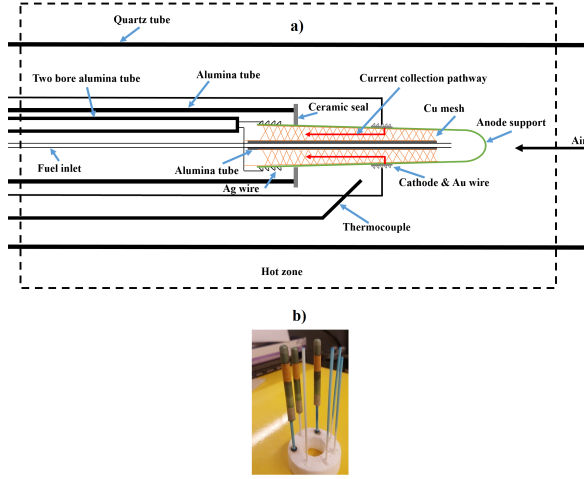 a)
Quartz tube
Two bore alumina tube
Alumina tube
Current collection pathway
Ceramic seal
Cu mesh
Anode support
Air
Fuel inlet
Alumina tube
Ag wire
Cathode & Au wire
Thermocouple
Hot zone
b)